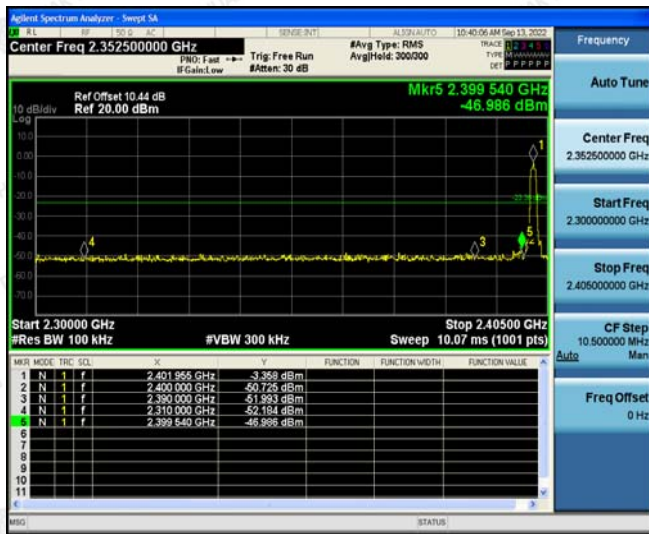 Agilent Spectrum Analyzer - Swept SA
RL RF 50 Ω AC SENSE:INT ALIGNAUTO 10:40:06 AM Sep 13, 2022
Center Freq 2.352500000 GHz
PNO: Fast
IFGain:Low
Trig: Free Run
#Atten: 30 dB
#Avg Type: RMS
Avg|Hold: 300/300
TRACE 1 2 3 4 5 6
TYPE
DET P P P P P P
Frequency
Auto Tune
Center Freq
2.352500000 GHz
Start Freq
2.300000000 GHz
Stop Freq
2.405000000 GHz
CF Step
10.500000 MHz
Auto Man
Freq Offset
0 Hz
Mkr5 2.399 540 GHz
-46.986 dBm
Ref Offset 10.44 dB
Ref 20.00 dBm
10 dB/div
Log
10.0
0.00
-10.0
-20.0
-30.0
-40.0
-50.0
-60.0
-70.0
1
4
3
5
2
Start 2.30000 GHz
Stop 2.40500 GHz
#Res BW 100 kHz
#VBW 300 kHz
Sweep 10.07 ms (1001 pts)
MKR MODE TRC SCL X Y FUNCTION FUNCTION WIDTH FUNCTION VALUE
1 N 1 f 2.401 955 GHz -3.358 dBm
2 N 1 f 2.400 000 GHz -50.725 dBm
3 N 1 f 2.390 000 GHz -51.993 dBm
4 N 1 f 2.310 000 GHz -52.184 dBm
5 N 1 f 2.399 540 GHz -46.986 dBm
6
7
8
9
10
11
MSG
STATUS